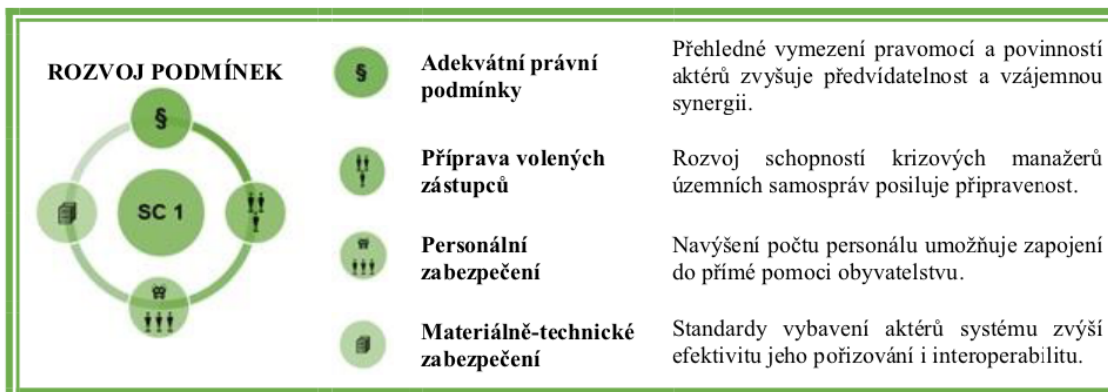 ROZVOJ PODMÍNEK
§
SC 1
§
Adekvátní právní
podmínky
Přehledné vymezení pravomocí a povinností
aktérů zvyšuje předvídatelnost a vzájemnou
synergii.
Příprava volených
zástupců
Rozvoj schopností krizových manažerů
územních samospráv posiluje připravenost.
Personální
zabezpečení
Navýšení počtu personálu umožňuje zapojení
do přímé pomoci obyvatelstvu.
Materiálně-technické
zabezpečení
Standardy vybavení aktérů systému zvýší
efektivitu jeho pořizování i interoperabilitu.